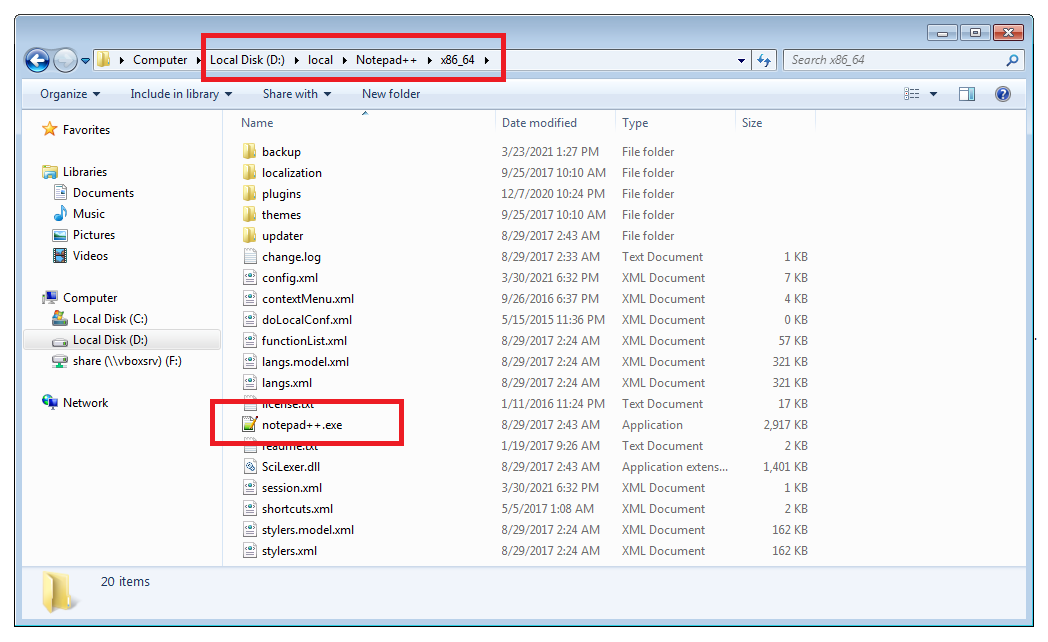 Computer Local Disk (D:) local Notepad++ x86_64 Search x86_64
Organize Include in library Share with New folder
Name Date modified Type Size
Favorites
Libraries
Documents
Music
Pictures
Videos
Computer
Local Disk (C:)
Local Disk (D:)
share (\\vboxsrv) (F:)
Network
backup 3/23/2021 1:27 PM File folder
localization 9/25/2017 10:10 AM File folder
plugins 12/7/2020 10:24 PM File folder
themes 9/25/2017 10:10 AM File folder
updater 8/29/2017 2:43 AM File folder
change.log 8/29/2017 2:33 AM Text Document 1 KB
config.xml 3/30/2021 6:32 PM XML Document 7 KB
contextMenu.xml 9/26/2016 6:37 PM XML Document 4 KB
doLocalConf.xml 5/15/2015 11:36 PM XML Document 0 KB
functionList.xml 8/29/2017 2:24 AM XML Document 57 KB
langs.model.xml 8/29/2017 2:24 AM XML Document 321 KB
langs.xml 8/29/2017 2:24 AM XML Document 321 KB
license.txt 1/11/2016 11:24 PM Text Document 17 KB
notepad++.exe 8/29/2017 2:43 AM Application 2,917 KB
readme.txt 1/19/2017 9:26 AM Text Document 2 KB
SciLexer.dll 8/29/2017 2:43 AM Application extens... 1,401 KB
session.xml 3/30/2021 6:32 PM XML Document 1 KB
shortcuts.xml 5/5/2017 1:08 AM XML Document 2 KB
stylers.model.xml 8/29/2017 2:24 AM XML Document 162 KB
stylers.xml 8/29/2017 2:24 AM XML Document 162 KB
20 items